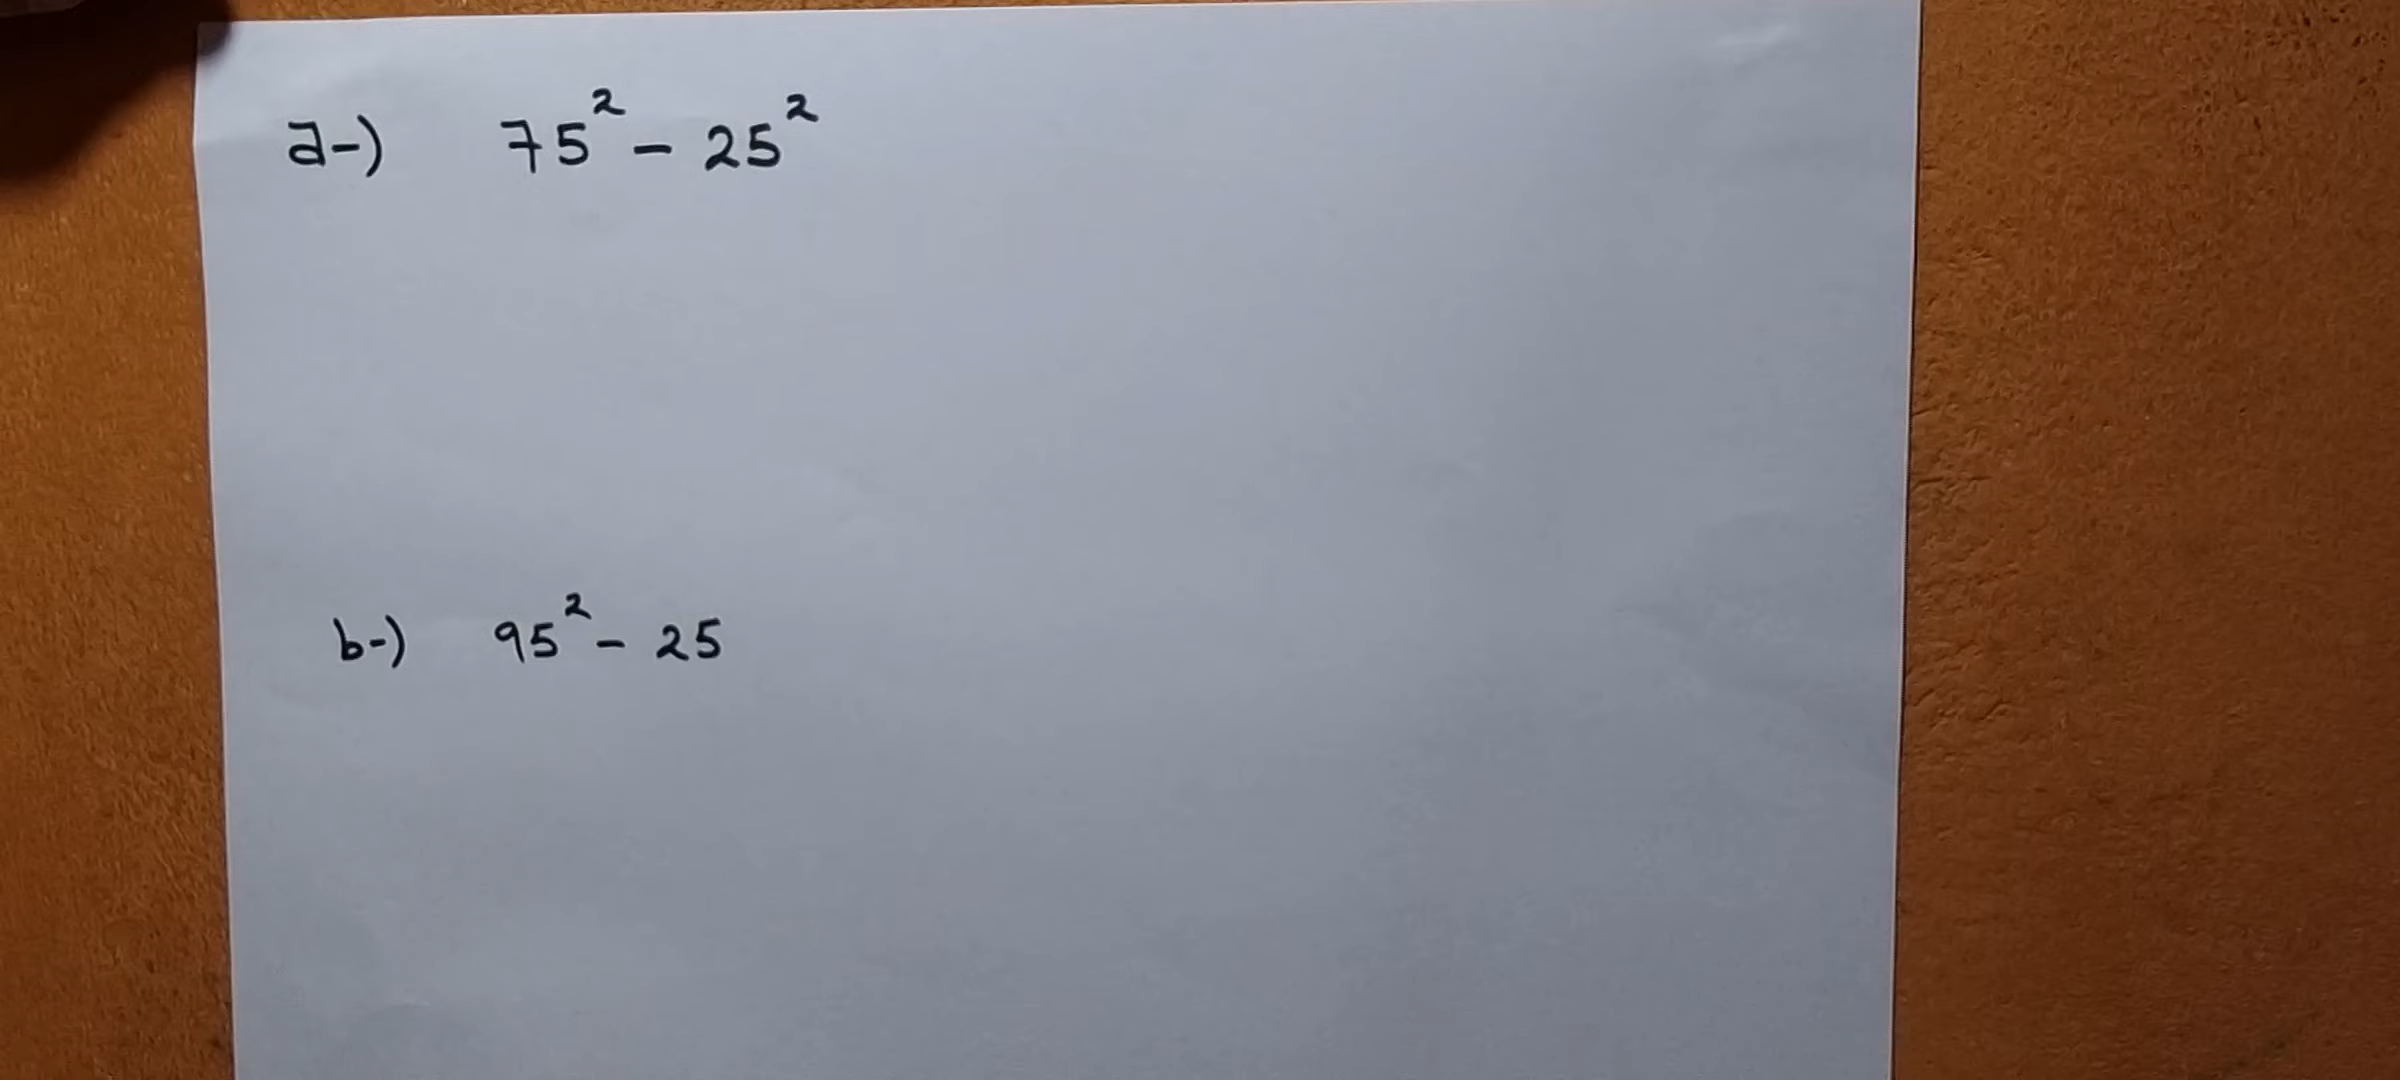 a-) 75² - 25²
b-) 95² - 25